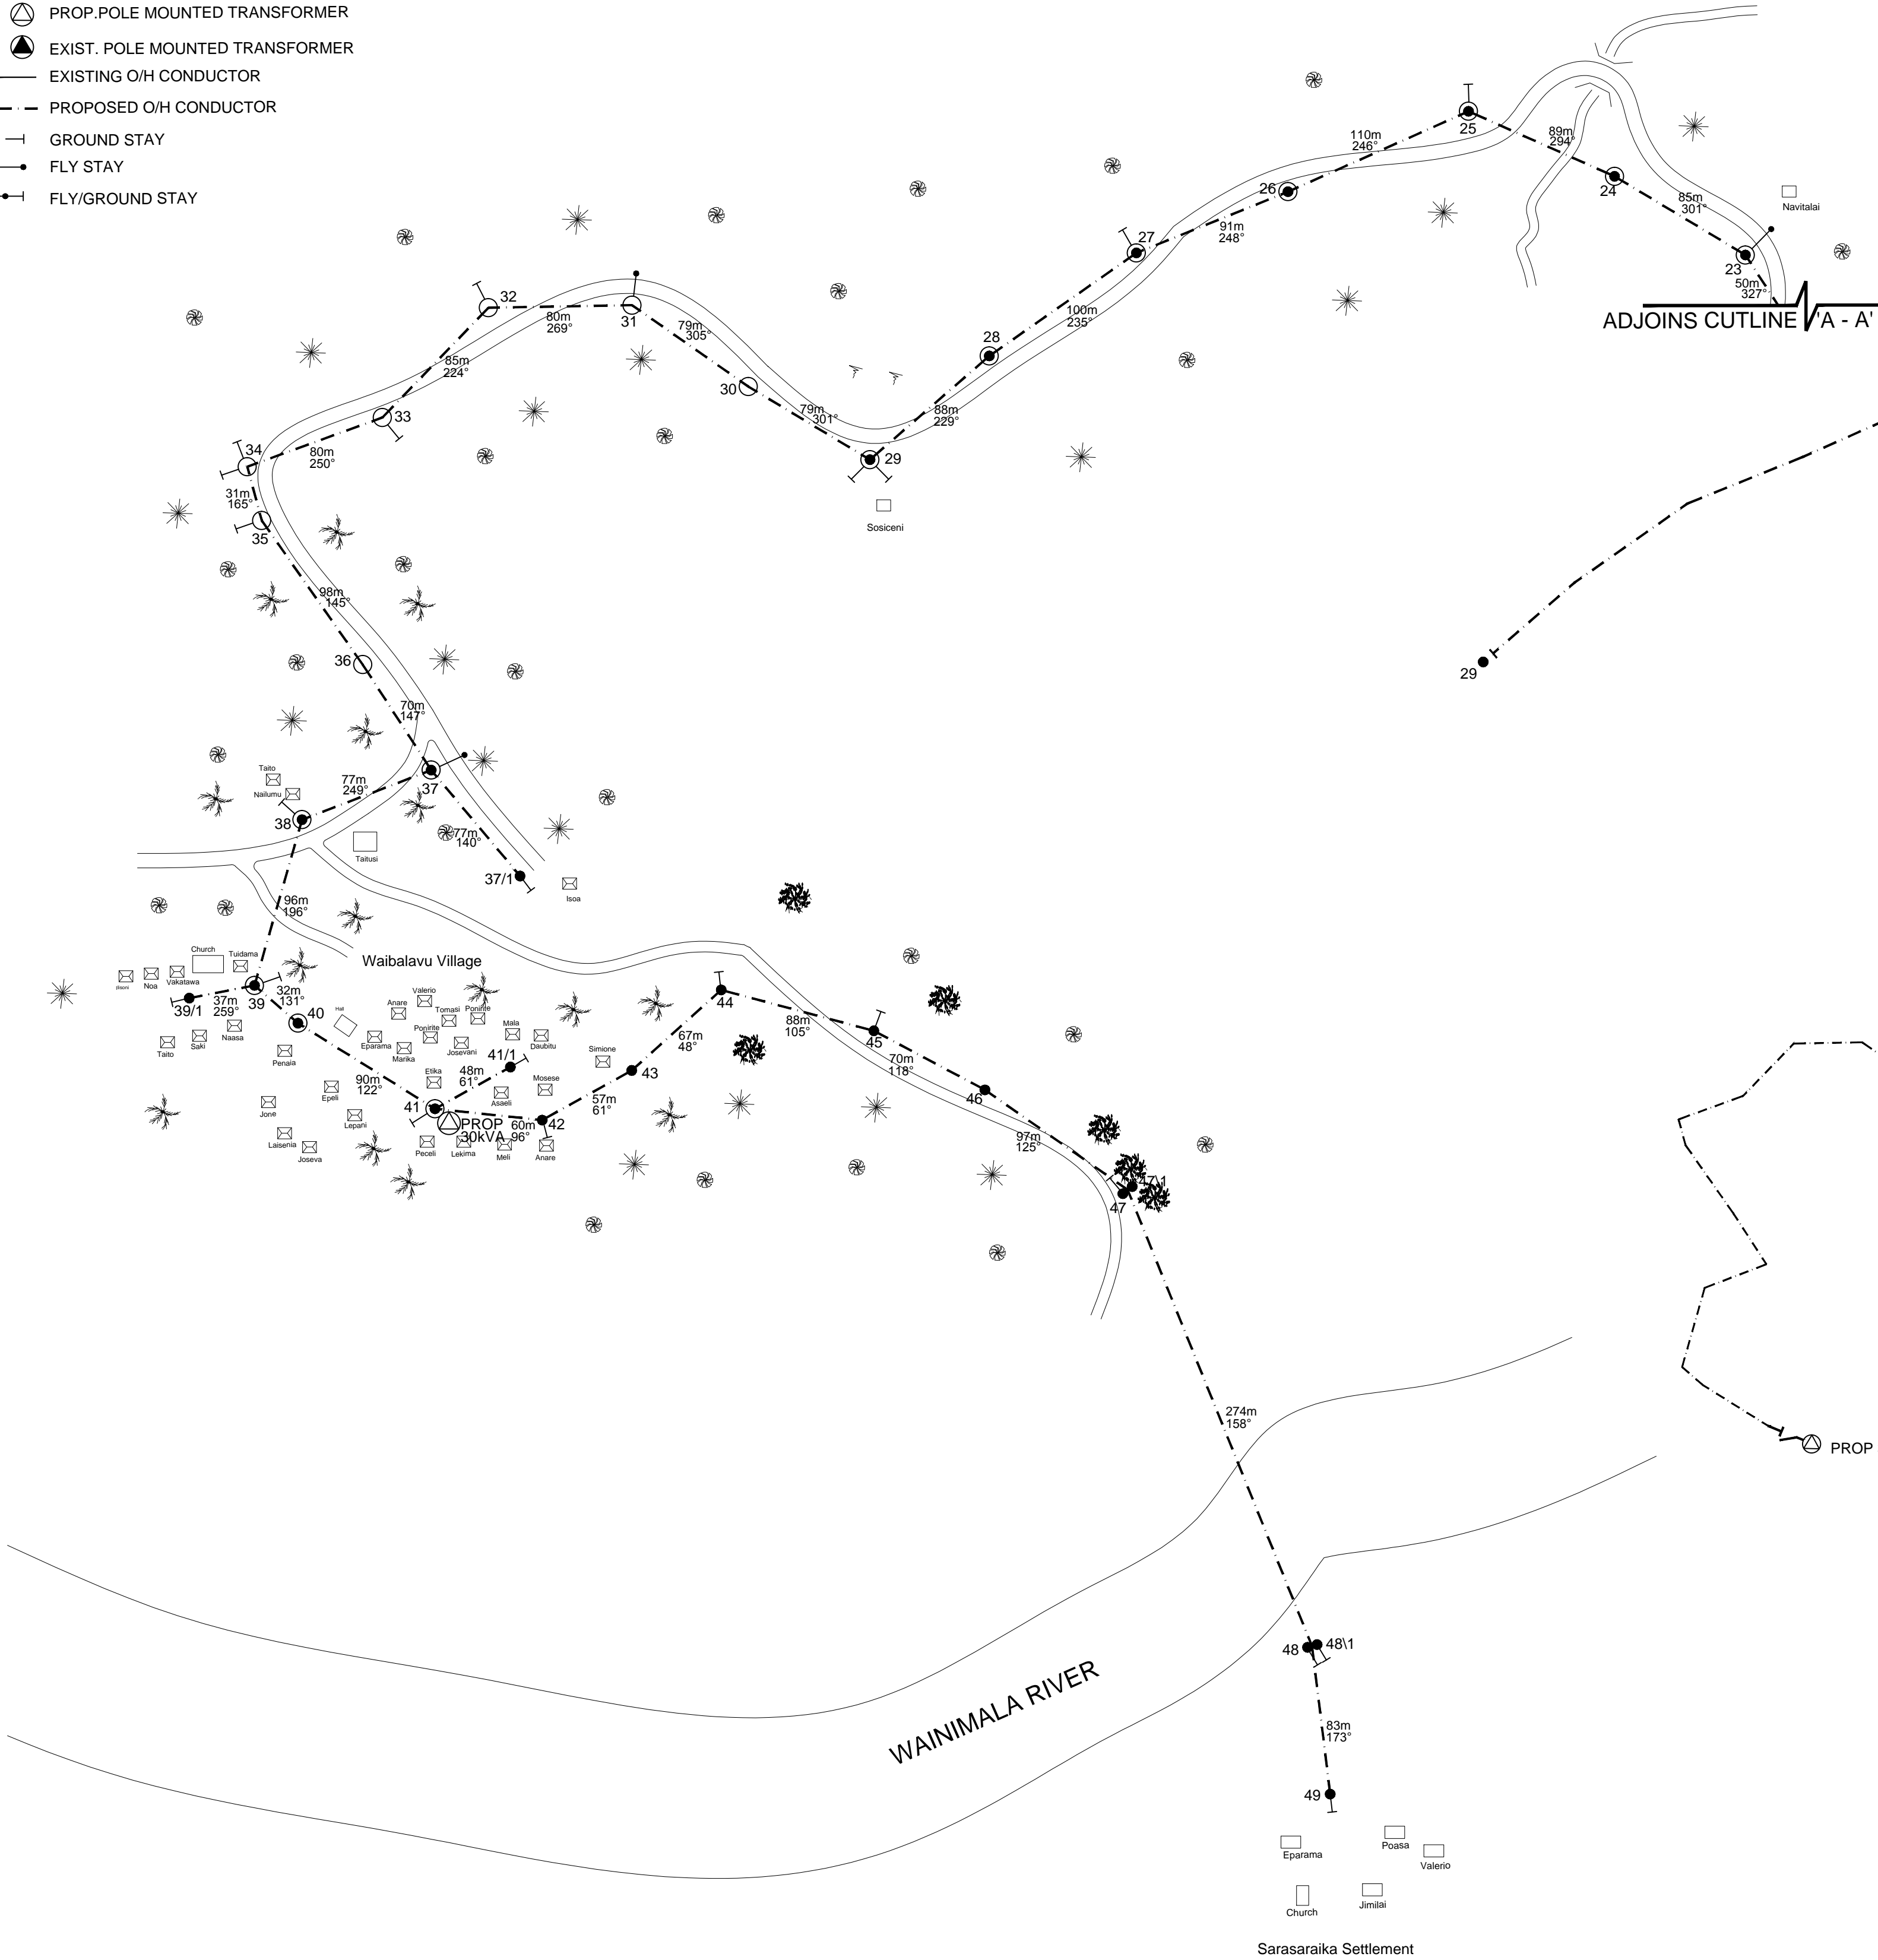 PROP.POLE MOUNTED TRANSFORMER
EXIST. POLE MOUNTED TRANSFORMER
EXISTING O/H CONDUCTOR
PROPOSED O/H CONDUCTOR
GROUND STAY
FLY STAY
FLY/GROUND STAY
25
89m
294°
110m
246°
24
26
85m
301°
Navitalai
91m
248°
27
23
50m
327°
ADJOINS CUTLINE 'A - A'
32
31
80m
269°
79m
305°
100m
235°
28
85m
224°
30
33
79m
301°
88m
229°
34
80m
250°
29
31m
165°
35
Sosiceni
98m
145°
36
29
70m
147°
Taito
Nailumu
77m
249°
37
38
77m
140°
Taitusi
37/1
Isoa
96m
196°
Church
Tuidama
Waibalavu Village
Noa
Vakatawa
39/1
37m
259°
39
32m
131°
40
Hall
Valerio
Anare
Tomasi
Ponirite
Ponirite
Mala
Daubitu
44
88m
105°
45
Taito
Saki
Naasa
Penaia
Eparama
Marika
Josevani
41/1
Simione
67m
48°
70m
118°
43
Etika
48m
61°
90m
122°
Epeli
Asaeli
Mosese
57m
61°
46
Jone
Lepani
41
PROP
30kVA
60m
96°
42
Laisenia
Joseva
Peceli
Lekima
Meli
Anare
97m
125°
47\1
47
274m
158°
PROP
48
48\1
WAINIMALA RIVER
83m
173°
49
Eparama
Poasa
Valerio
Church
Jimilai
Sarasaraika Settlement